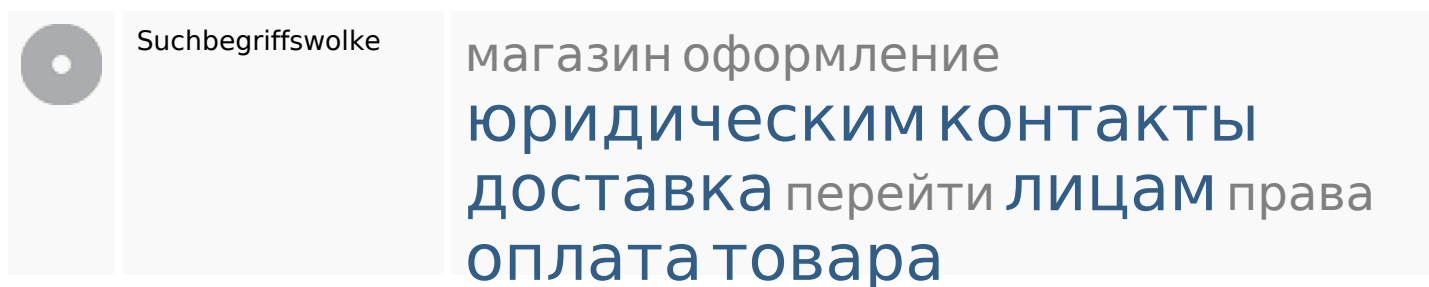 Suchbegriffswolke
магазин оформление
юридическим контакты
доставка перейти лицам права
оплата товара